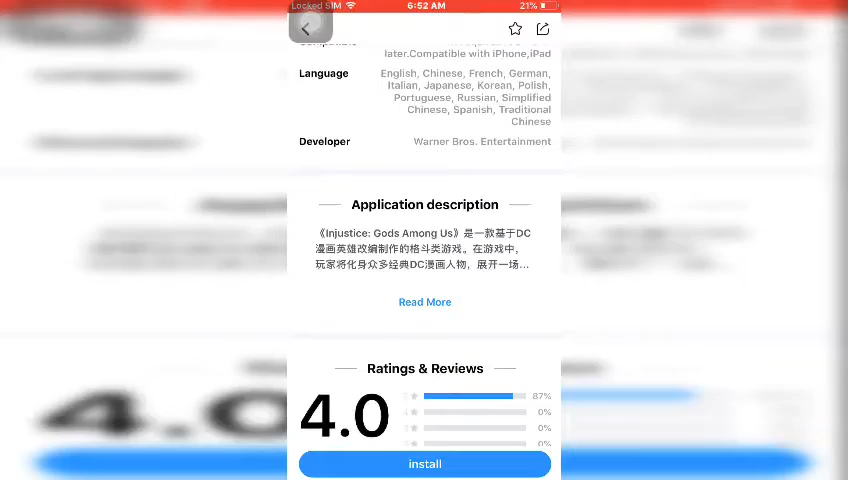 Locked SIM 6:52 AM 21%
later.Compatible with iPhone,iPad
Language English, Chinese, French, German,
Italian, Japanese, Korean, Polish,
Portuguese, Russian, Simplified
Chinese, Spanish, Traditional
Chinese
Developer Warner Bros. Entertainment
Application description
《Injustice: Gods Among Us》是一款基于DC
漫画英雄改编制作的格斗类游戏。在游戏中，
玩家将化身众多经典DC漫画人物，展开一场...
Read More
Ratings & Reviews
4.0
87%
0%
0%
0%
install